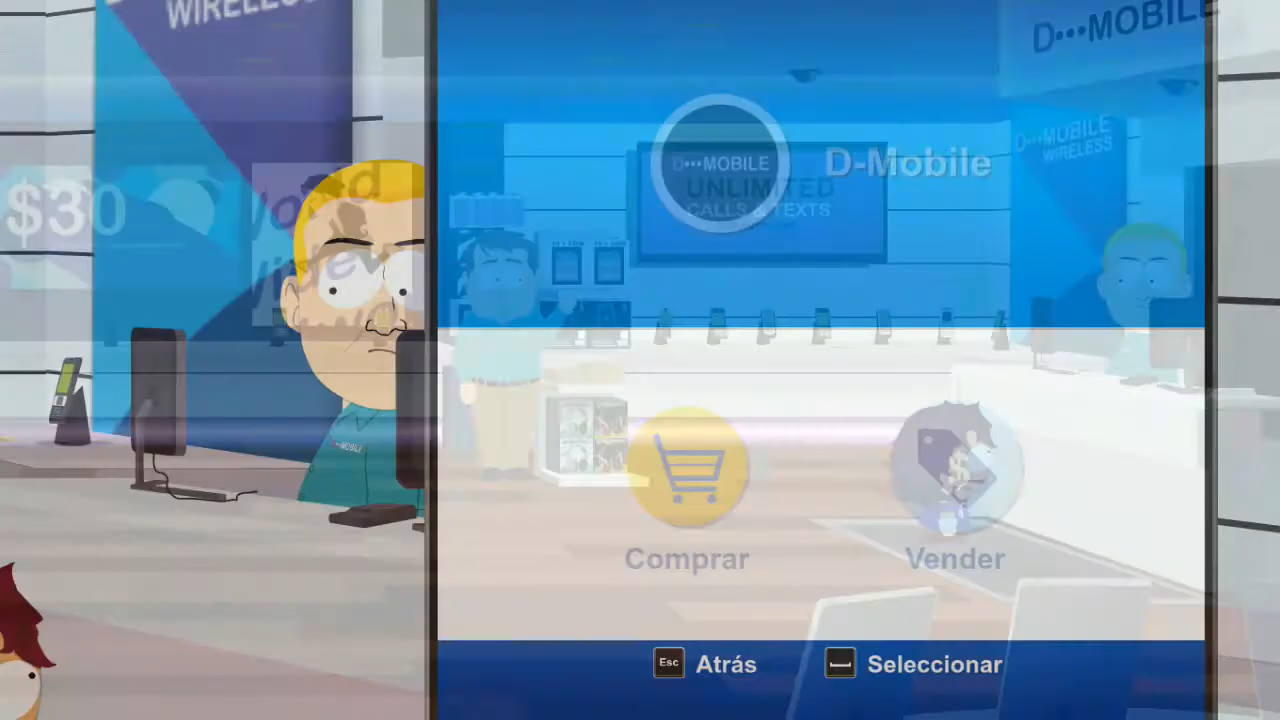 WIRELESS
D•••MOBILE
D•••MOBILE
WIRELESS
$30
D•••MOBILE
UNLIMITED
CALLS & TEXTS
D-Mobile
D•••MOBILE
Comprar
Vender
Esc Atrás
Seleccionar